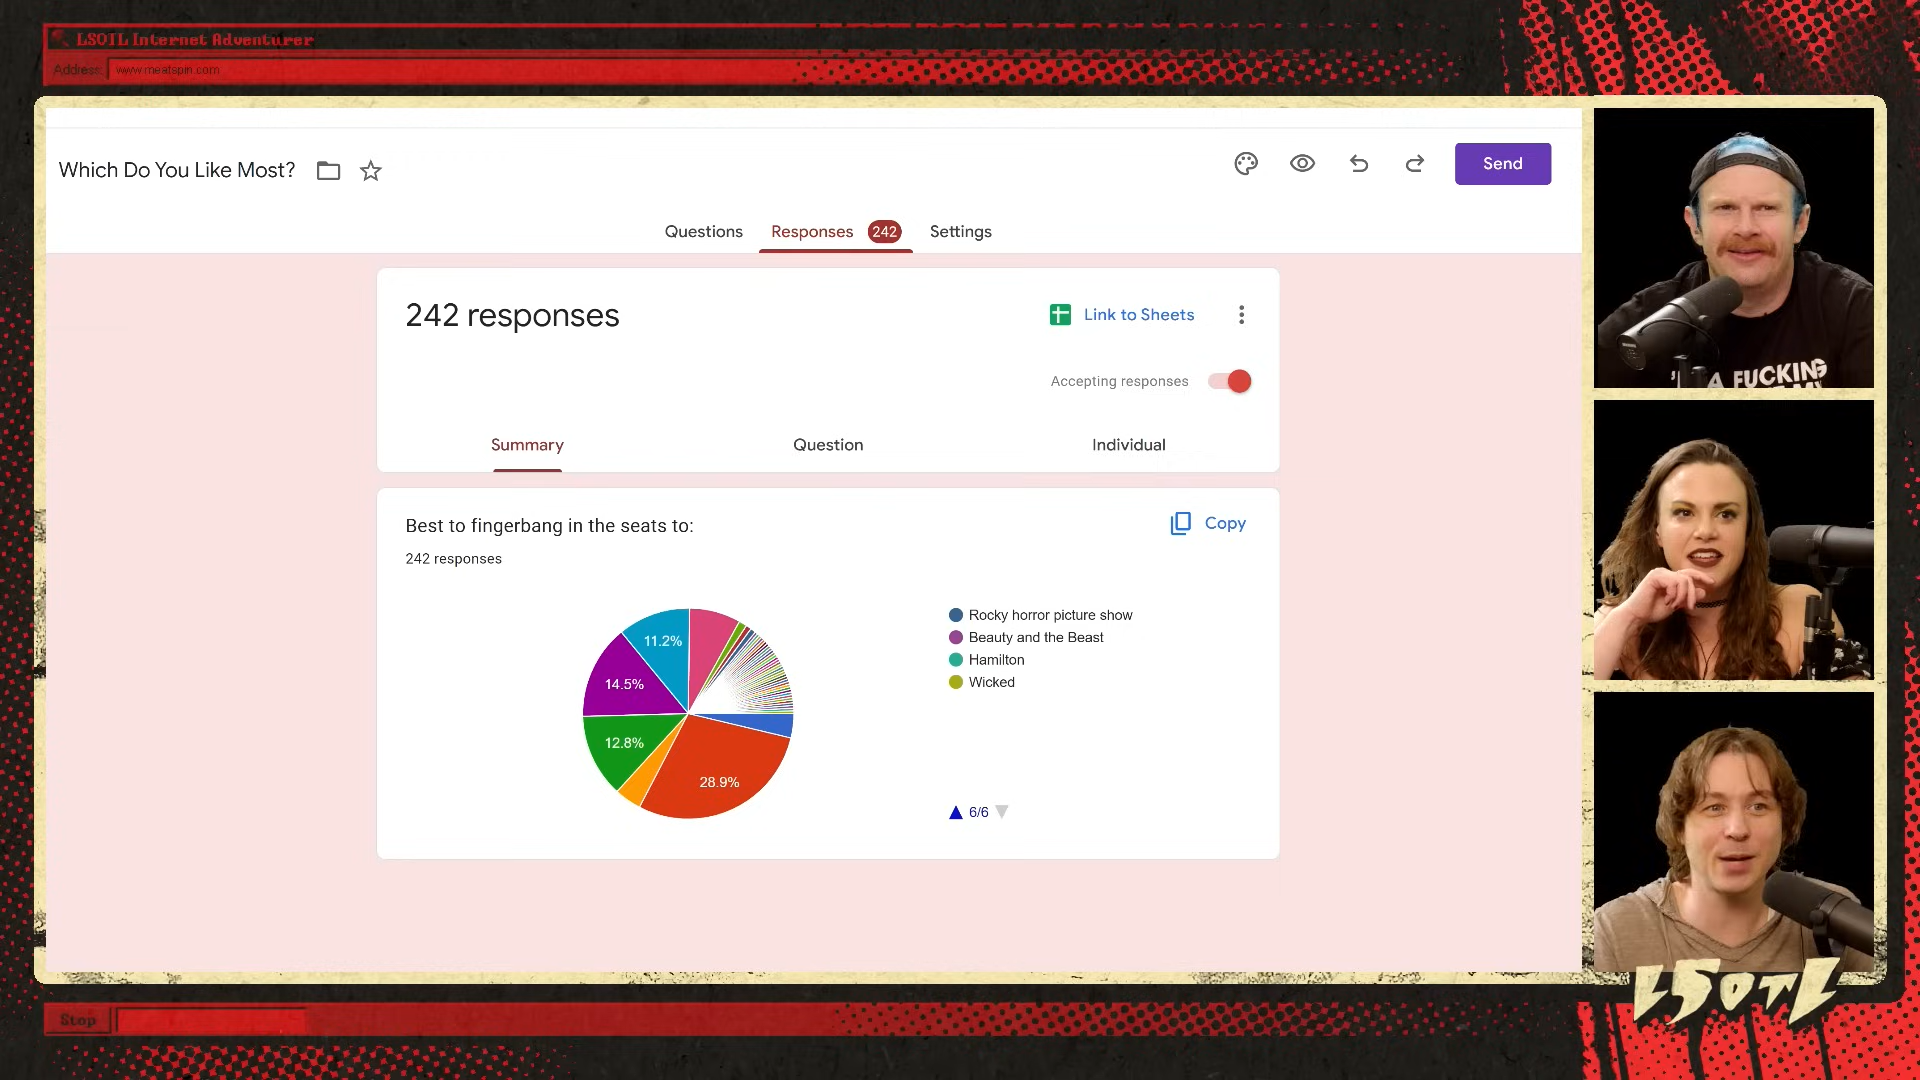 LSOTL Internet Adventurer
Address: www.meatspin.com
Which Do You Like Most?
Send
Questions Responses 242 Settings
242 responses
Link to Sheets
Accepting responses
Summary Question Individual
Best to fingerbang in the seats to:
Copy
242 responses
11.2%
14.5%
12.8%
28.9%
Rocky horror picture show
Beauty and the Beast
Hamilton
Wicked
6/6
A FUCKING
LSOTL
Stop